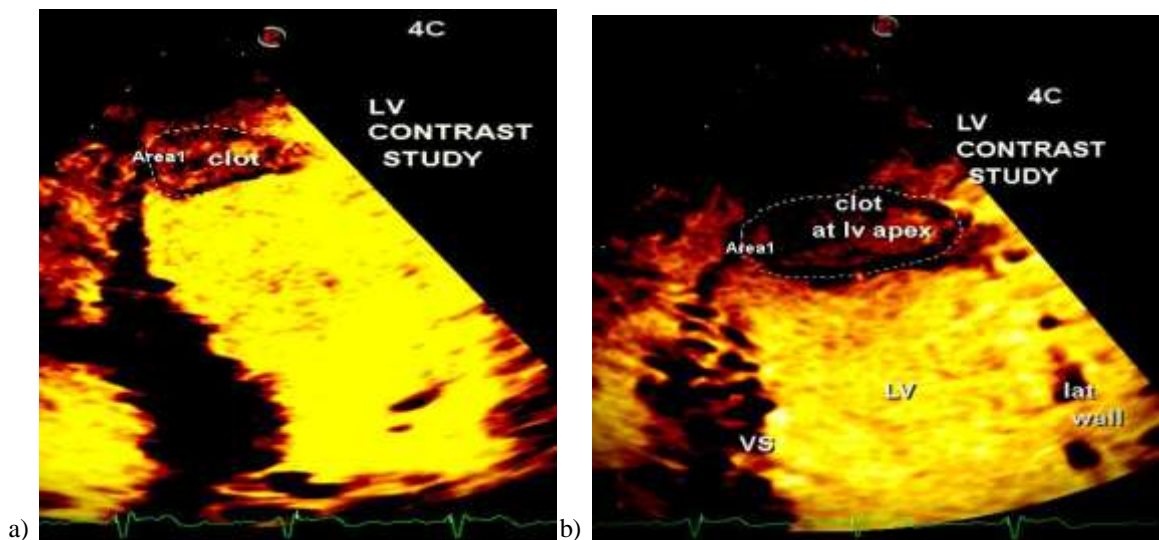 4C
LV
CONTRAST
STUDY
Area1 clot
a)
4C
LV
CONTRAST
STUDY
clot
at lv apex
Area1
LV
lat
wall
VS
b)